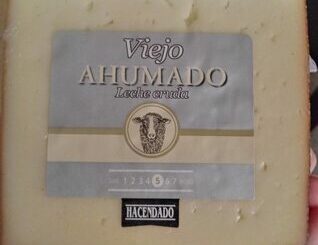 Viejo
AHUMADO
Leche cruda
1 2 3 4 5 6 7
HACENDADO